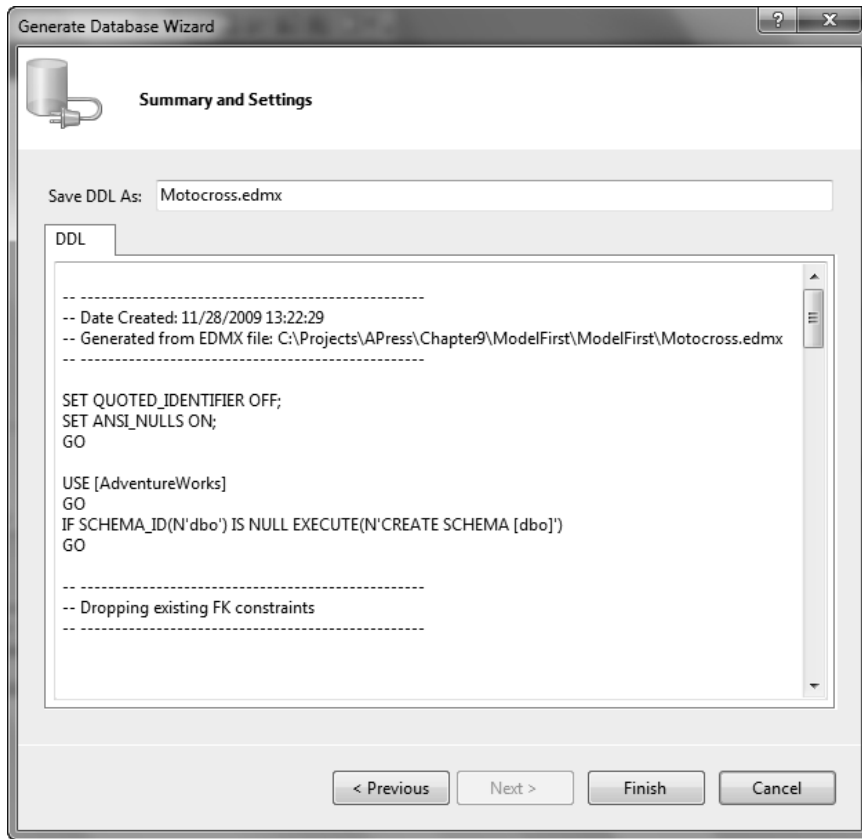 Generate Database Wizard
? X
Summary and Settings
Save DDL As: Motocross.edmx
DDL
-- --------------------------------------------------
-- Date Created: 11/28/2009 13:22:29
-- Generated from EDMX file: C:\Projects\APress\Chapter9\ModelFirst\ModelFirst\Motocross.edmx
-- --------------------------------------------------
SET QUOTED_IDENTIFIER OFF;
SET ANSI_NULLS ON;
GO
USE [AdventureWorks]
GO
IF SCHEMA_ID(N'dbo') IS NULL EXECUTE(N'CREATE SCHEMA [dbo]')
GO
-- --------------------------------------------------
-- Dropping existing FK constraints
-- --------------------------------------------------
< Previous Next > Finish Cancel